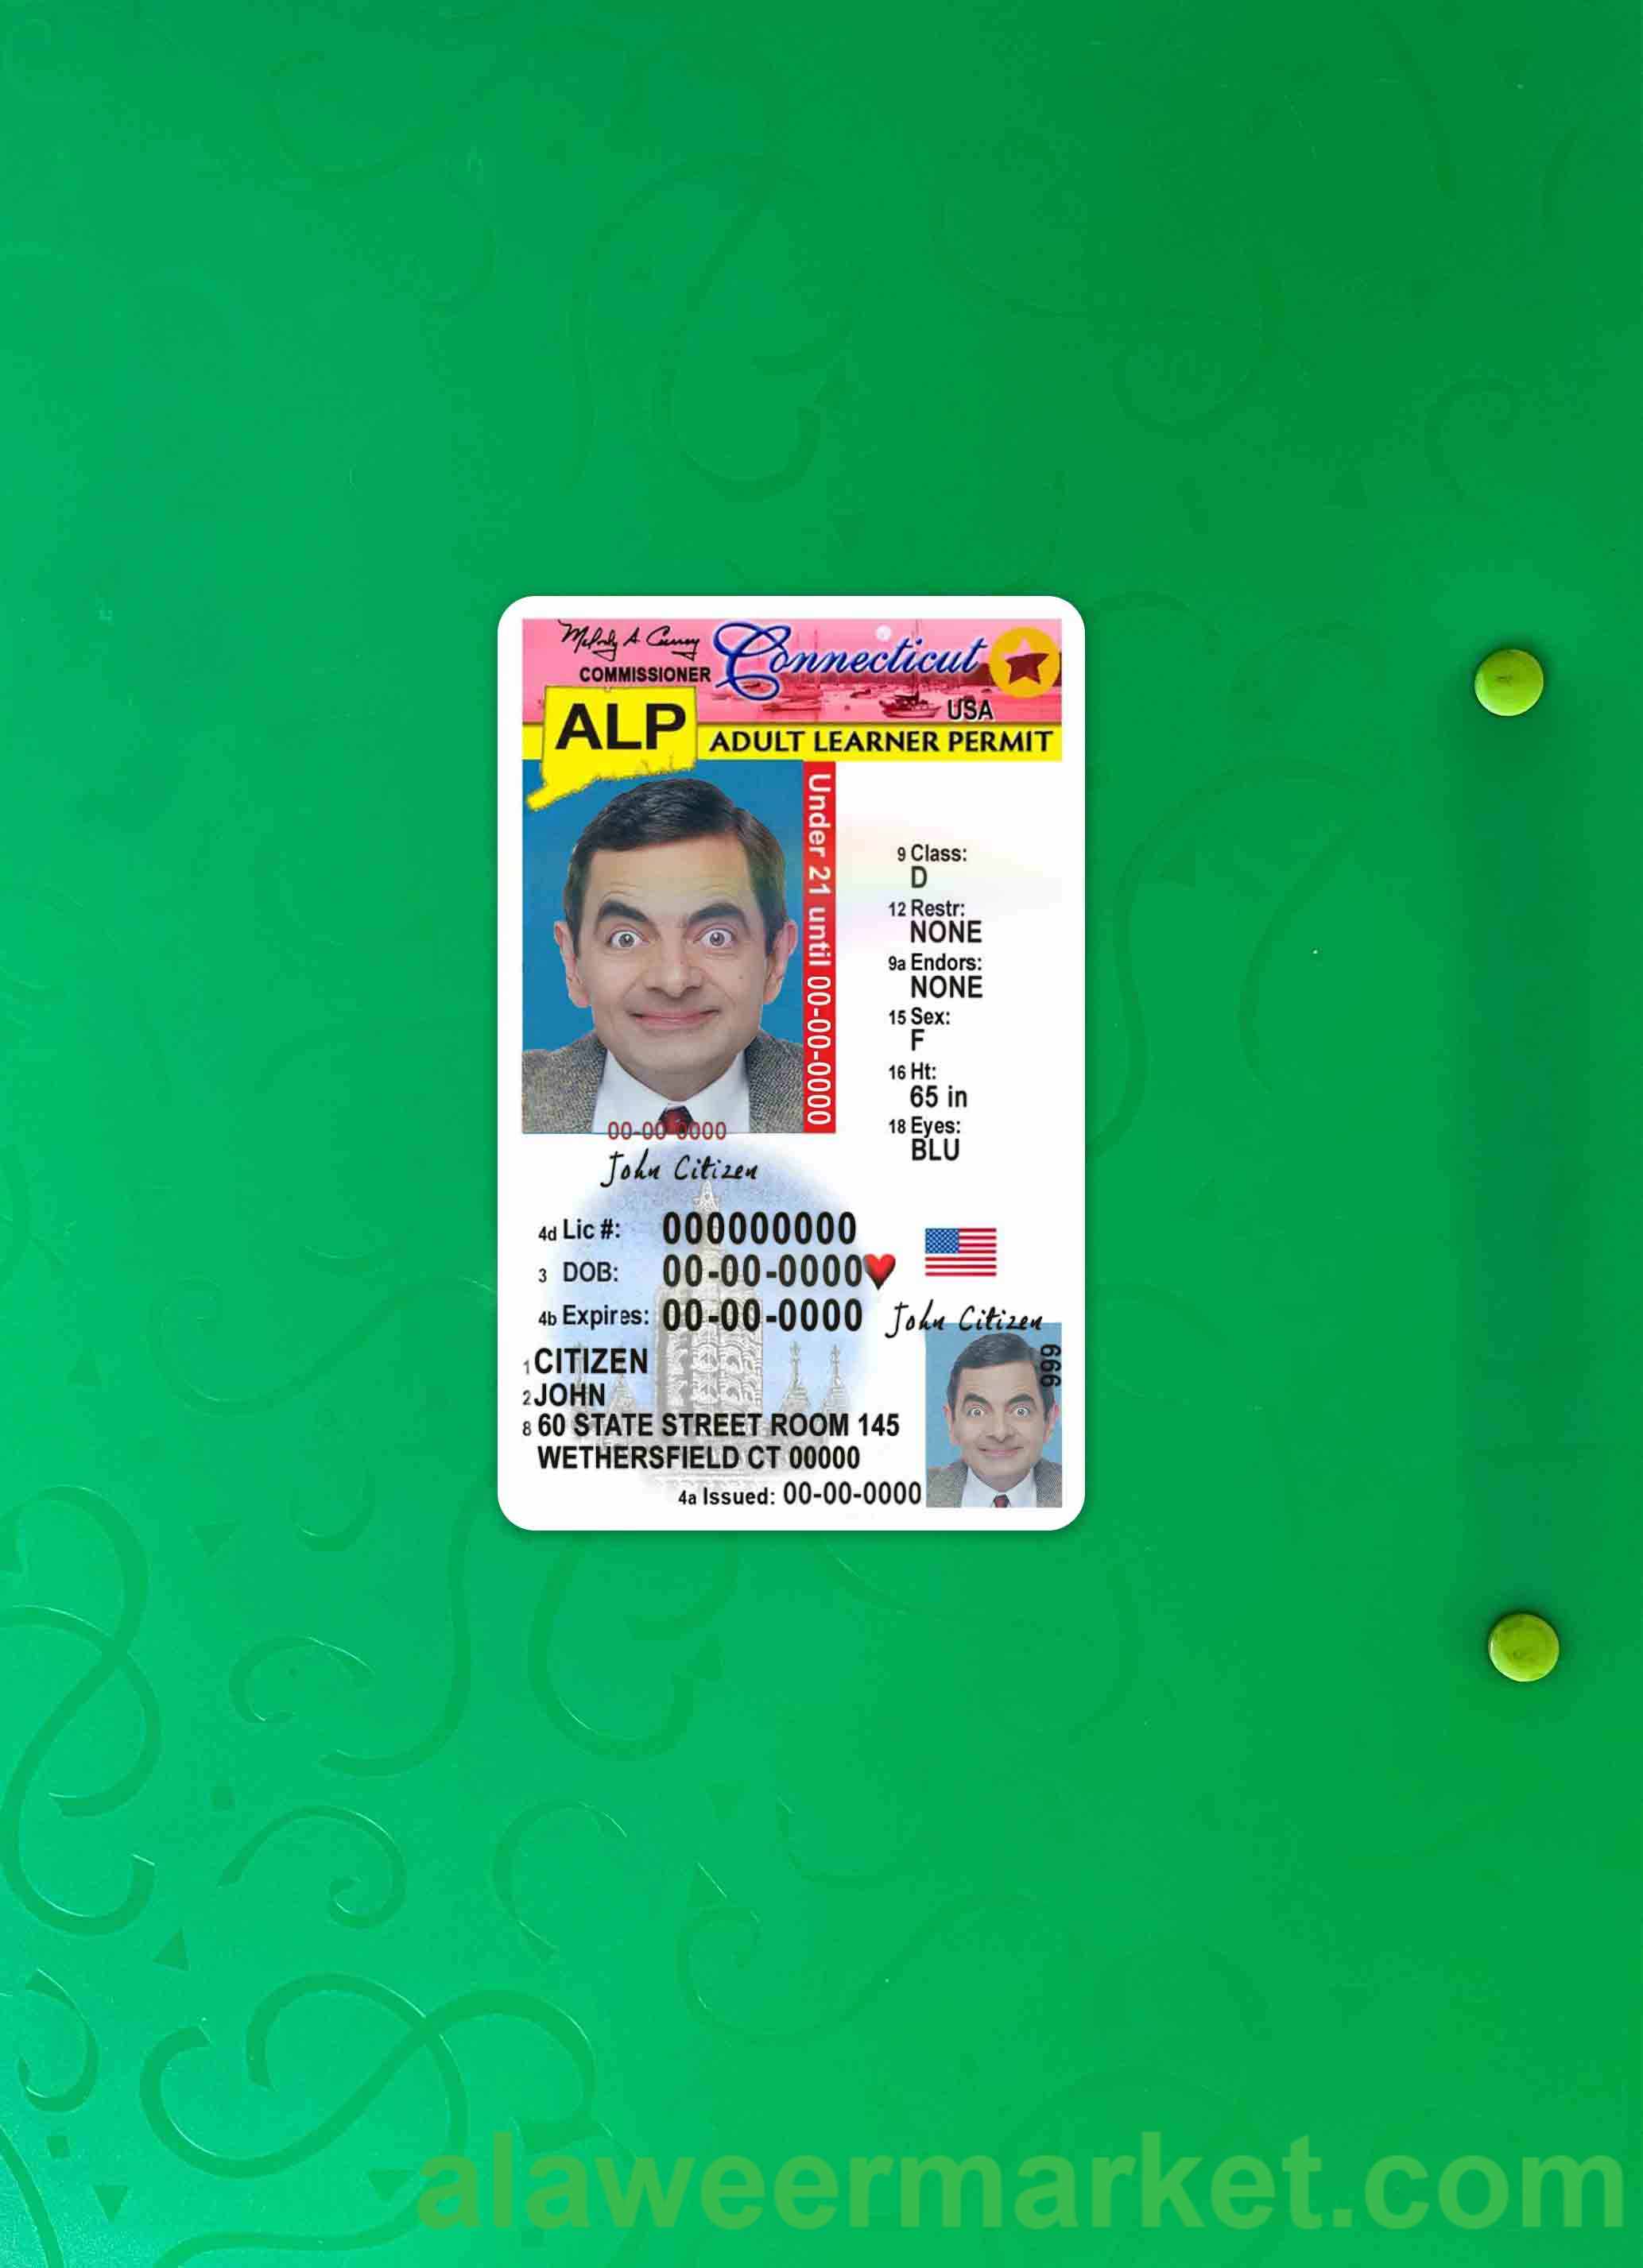 Connecticut
COMMISSIONER
USA
ALP
ADULT LEARNER PERMIT
Under 21 until 00-00-0000
9 Class:
D
12 Restr:
NONE
9a Endors:
NONE
15 Sex:
F
16 Ht:
65 in
18 Eyes:
BLU
00-00-0000
John Citizen
4d Lic #: 000000000
3 DOB: 00-00-0000
4b Expires: 00-00-0000
John Citizen
666
1 CITIZEN
2 JOHN
8 60 STATE STREET ROOM 145
WETHERSFIELD CT 00000
4a Issued: 00-00-0000
alaweermarket.com